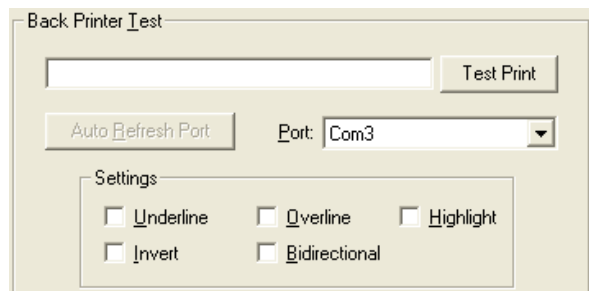 Back Printer Test
Test Print
Auto Refresh Port Port: Com3
Settings
Underline Overline Highlight
Invert Bidirectional